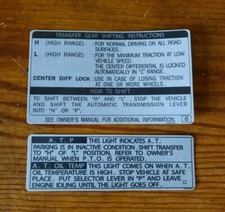 TRANSFER GEAR SHIFTING INSTRUCTIONS
H (HIGH RANGE) : FOR NORMAL DRIVING ON ALL ROAD
SURFACES.
L (HIGH RANGE) : FOR MAXIMUM TRACTION AT LOW
VEHICLE SPEED.
THE CENTER DIFFERENTIAL IS LOCKED
AUTOMATICALLY IN "L" RANGE.
CENTER DIFF LOCK : USE IN CASE OF LOSING TRACTION
AT ONE OR MORE WHEELS
HOW TO SHIFT
TO SHIFT BETWEEN "H" AND "L", STOP THE VEHICLE
AND SHIFT THE AUTOMATIC TRANSMISSION LEVER
INTO "N" OR "P".
SEE OWNER'S MANUAL FOR ADDITIONAL INFORMATION.
A.T.P THIS LIGHT INDICATES A.T.
PARKING IS IN INACTIVE CONDITION. SHIFT TRANSFER
TO "H" OF "L" POSITION, REFER TO OWNER'S
MANUAL WHEN P.T.O. IS OPERATED.
A.T. OIL TEMP THIS LIGHT COMES ON WHEN A.T.
OIL TEMPERATURE IS HIGH. STOP VEHICLE AT SAFE
PLACE. PUT SELECTOR LEVER IN "P" AND LEAVE
ENGINE IDLING UNTIL THE LIGHT GOES OFF.